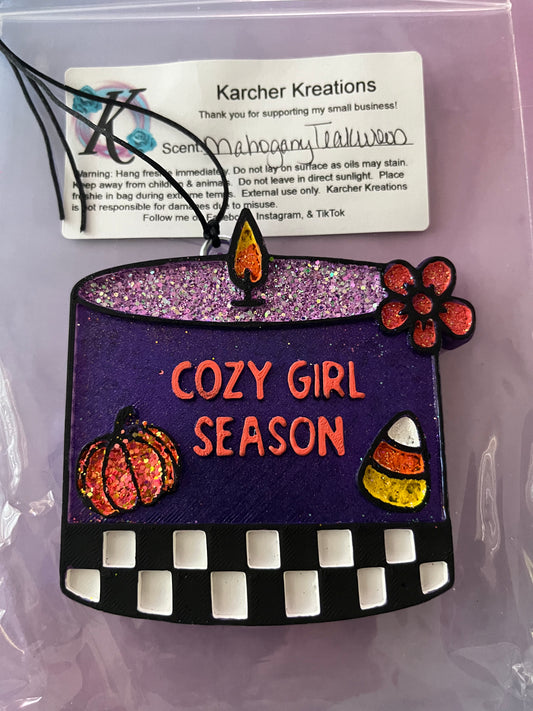 Karcher Kreations
Thank you for supporting my small business!
K
Scent: Mahogany Teakwood
Warning: Hang freshie immediately. Do not lay on surface as oils may stain.
Keep away from children & animals. Do not leave in direct sunlight. Place
freshie in bag during extreme temps. External use only. Karcher Kreations
is not responsible for damages due to misuse.
Follow me on Facebook, Instagram, & TikTok
COZY GIRL
SEASON